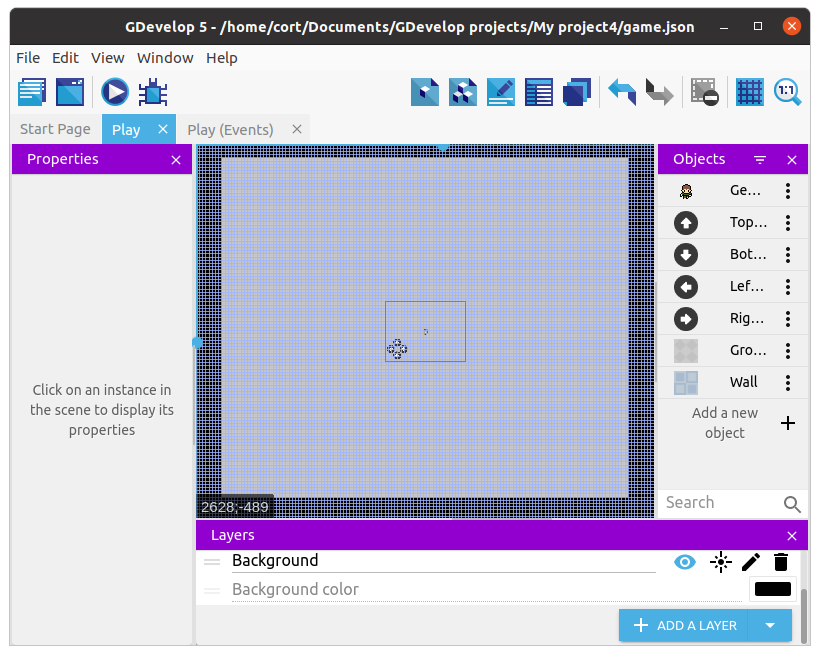 GDevelop 5 - /home/cort/Documents/GDevelop projects/My project4/game.json
File Edit View Window Help
1:1
Start Page Play Play (Events)
Properties
Objects
Ge...
Top...
Bot...
Lef...
Rig...
Gro...
Wall
Add a new
object
Click on an instance in
the scene to display its
properties
Search
2628;-489
Layers
Background
Background color
ADD A LAYER